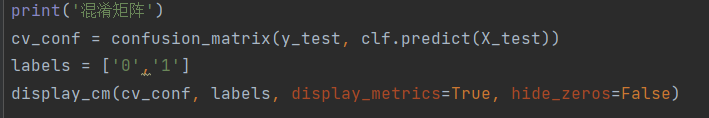 print('混淆矩阵')
cv_conf = confusion_matrix(y_test, clf.predict(X_test))
labels = ['0','1']
display_cm(cv_conf, labels, display_metrics=True, hide_zeros=False)